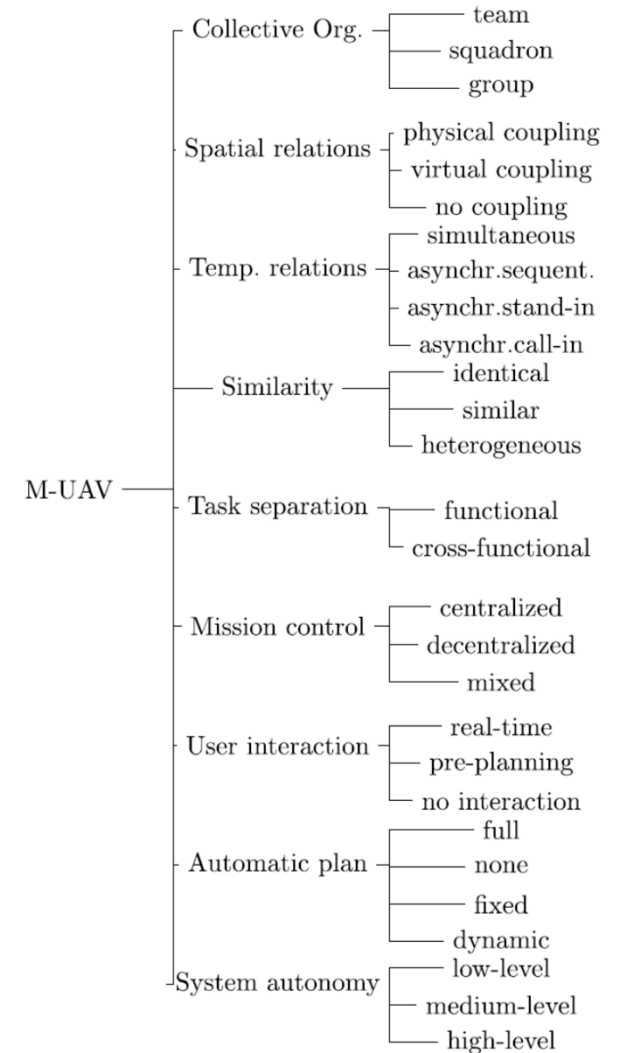 M-UAV
Collective Org.
team
squadron
group
Spatial relations
physical coupling
virtual coupling
no coupling
Temp. relations
simultaneous
asynchr.sequent.
asynchr.stand-in
asynchr.call-in
Similarity
identical
similar
heterogeneous
Task separation
functional
cross-functional
Mission control
centralized
decentralized
mixed
User interaction
real-time
pre-planning
no interaction
Automatic plan
full
none
fixed
dynamic
System autonomy
low-level
medium-level
high-level